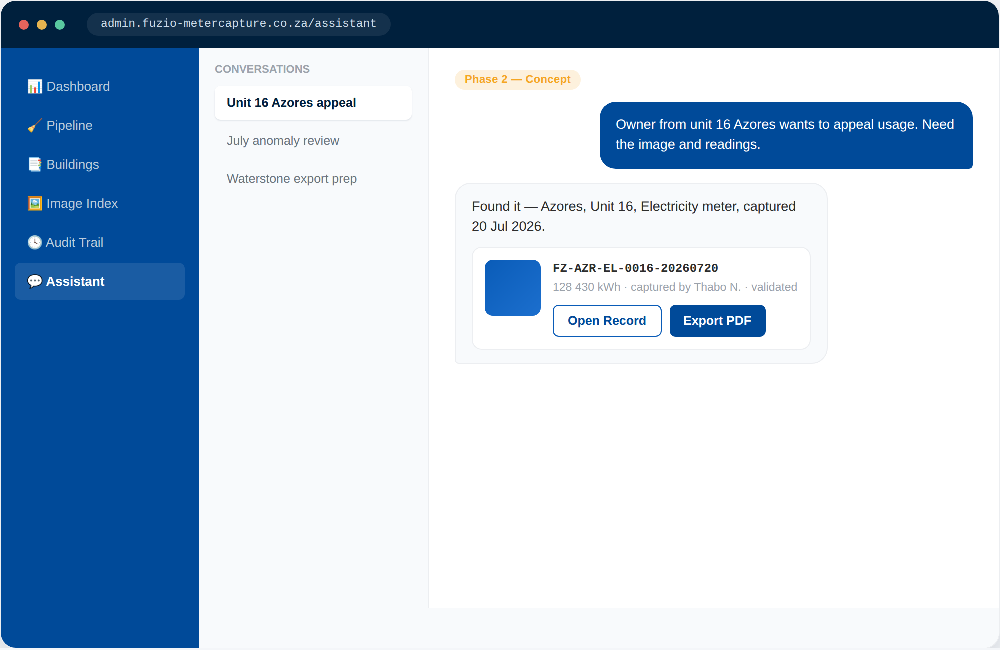 admin.fuzio-metercapture.co.za/assistant
Dashboard
Pipeline
Buildings
Image Index
Audit Trail
Assistant
CONVERSATIONS
Unit 16 Azores appeal
July anomaly review
Waterstone export prep
Phase 2 — Concept
Owner from unit 16 Azores wants to appeal usage. Need
the image and readings.
Found it — Azores, Unit 16, Electricity meter, captured
20 Jul 2026.
FZ-AZR-EL-0016-20260720
128 430 kWh · captured by Thabo N. · validated
Open Record
Export PDF